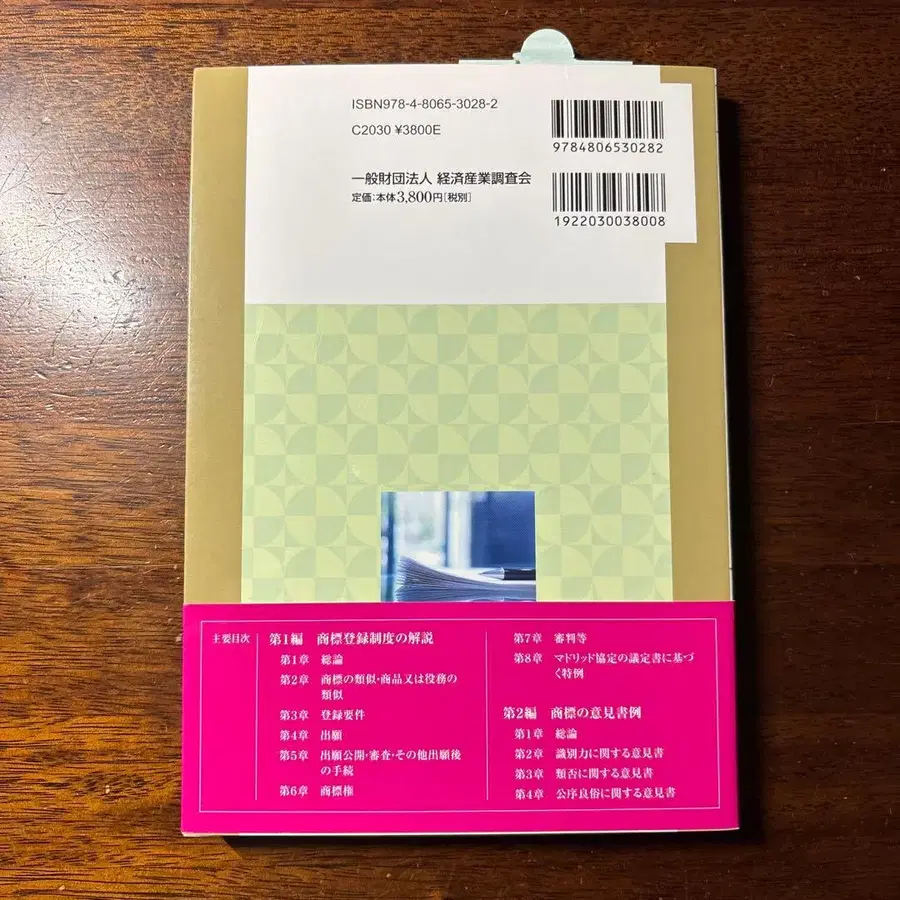 ISBN978-4-8065-3028-2
C2030 ¥3800E
9784806530282
一般財団法人 経済産業調査会
定価:本体3,800円[税別]
1922030038008
主要目次
第1編 商標登録制度の解説
第1章 総論
第2章 商標の類似・商品又は役務の
類似
第3章 登録要件
第4章 出願
第5章 出願公開・審査・その他出願後
の手続
第6章 商標権
第7章 審判等
第8章 マドリッド協定の議定書に基づ
く特例
第2編 商標の意見書例
第1章 総論
第2章 識別力に関する意見書
第3章 類否に関する意見書
第4章 公序良俗に関する意見書